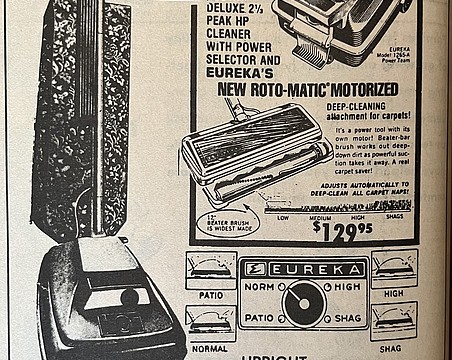 DELUXE 2⅓
PEAK HP
CLEANER
WITH POWER
SELECTOR AND
EUREKA'S
EUREKA
Model 1265-A
Power Team
NEW ROTO-MATIC MOTORIZED
DEEP-CLEANING
attachment for carpets!
It's a power tool with its
own motor! Beater-bar
brush works out deep-
down dirt as powerful suc-
tion takes it away. A real
carpet saver!
ADJUSTS AUTOMATICALLY TO
DEEP-CLEAN ALL CARPET NAPS!
12"
BEATER BRUSH
IS WIDEST MADE
LOW MEDIUM HIGH SHAGS
$129.95
E EUREKA
NORM HIGH
PATIO SHAG
PATIO
HIGH
NORMAL
SHAG
UPRIGHT